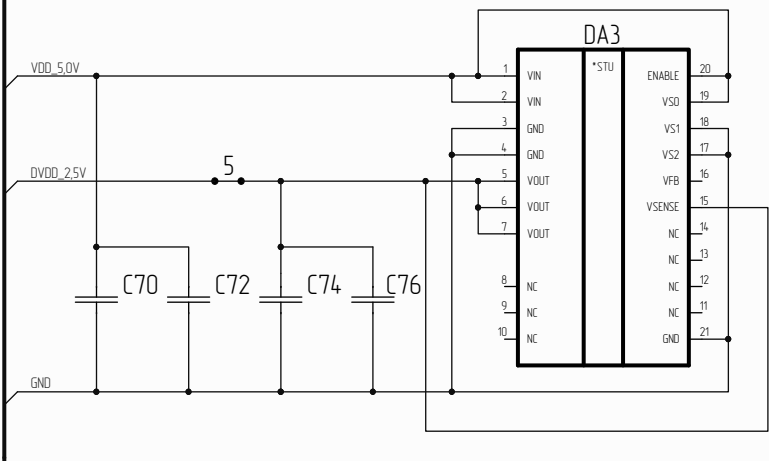 DA3
VDD_5,0V
1 VIN *STU ENABLE 20
2 VIN VS0 19
3 GND VS1 18
4 GND VS2 17
DVDD_2,5V
5
5 VOUT VFB 16
6 VOUT VSENSE 15
7 VOUT NC 14
NC 13
8 NC NC 12
9 NC NC 11
10 NC GND 21
C70 C72 C74 C76
GND